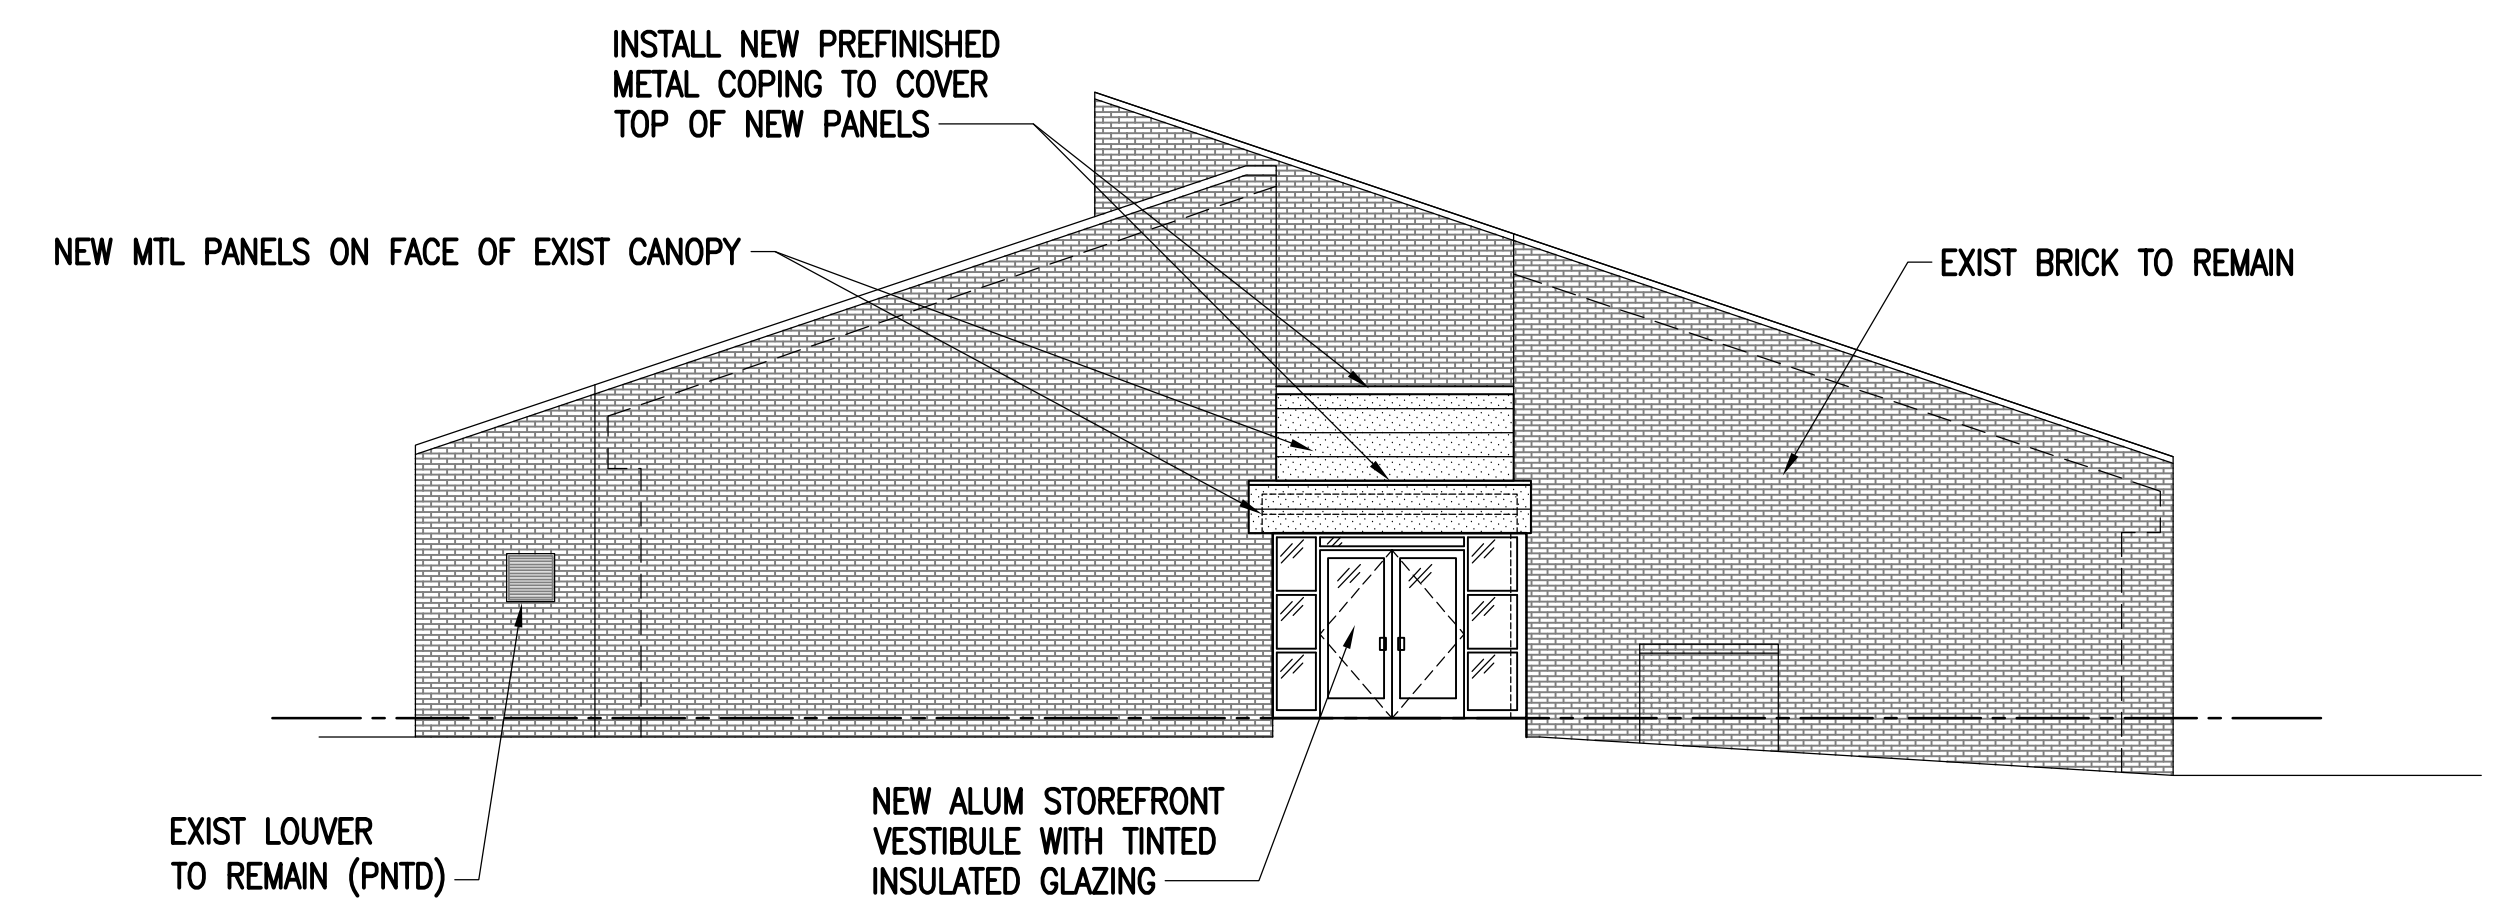 INSTALL NEW PREFINISHED
METAL COPING TO COVER
TOP OF NEW PANELS
NEW MTL PANELS ON FACE OF EXIST CANOPY
EXIST BRICK TO REMAIN
NEW ALUM STOREFRONT
VESTIBULE WITH TINTED
INSULATED GLAZING
EXIST LOUVER
TO REMAIN (PNTD)